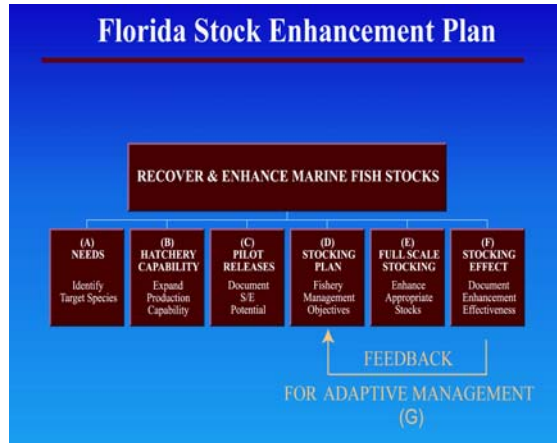 Florida Stock Enhancement Plan
RECOVER & ENHANCE MARINE FISH STOCKS
(A)
NEEDS
Identify
Target Species
(B)
HATCHERY
CAPABILITY
Expand
Production
Capability
(C)
PILOT
RELEASES
Document
S/E
Potential
(D)
STOCKING
PLAN
Fishery
Management
Objectives
(E)
FULL SCALE
STOCKING
Enhance
Appropriate
Stocks
(F)
STOCKING
EFFECT
Document
Enhancement
Effectiveness
FEEDBACK
FOR ADAPTIVE MANAGEMENT
(G)